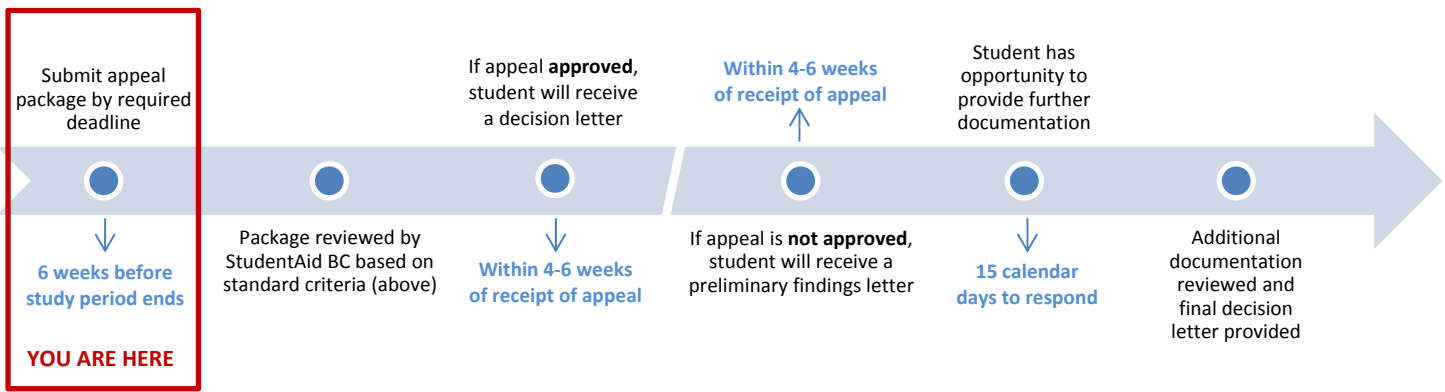 Submit appeal
package by required
deadline
6 weeks before
study period ends
YOU ARE HERE
Package reviewed by
StudentAid BC based on
standard criteria (above)
If appeal approved,
student will receive
a decision letter
Within 4-6 weeks
of receipt of appeal
Within 4-6 weeks
of receipt of appeal
If appeal is not approved,
student will receive a
preliminary findings letter
Student has
opportunity to
provide further
documentation
15 calendar
days to respond
Additional
documentation
reviewed and
final decision
letter provided